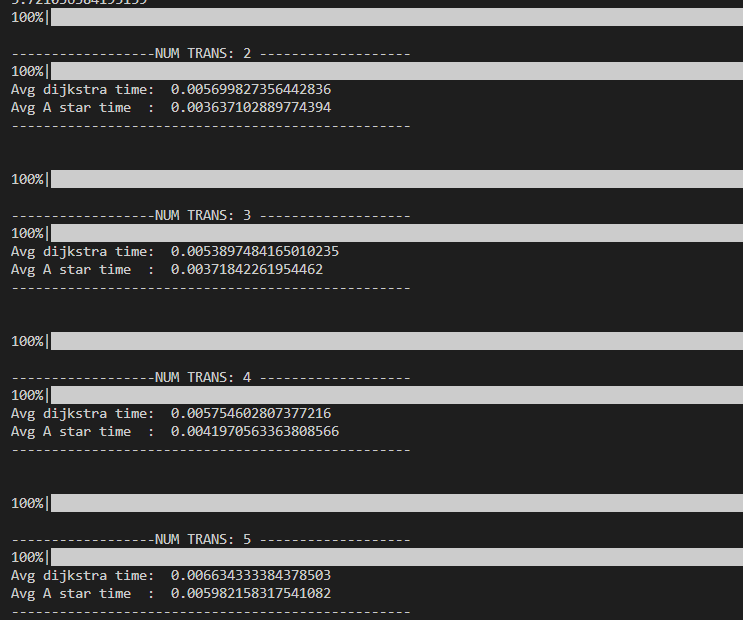 100%|
------------------NUM TRANS: 2 -------------------
100%|
Avg dijkstra time:  0.005699827356442836
Avg A star time  :  0.003637102889774394
--------------------------------------------------
100%|
------------------NUM TRANS: 3 -------------------
100%|
Avg dijkstra time:  0.0053897484165010235
Avg A star time  :  0.00371842261954462
--------------------------------------------------
100%|
------------------NUM TRANS: 4 -------------------
100%|
Avg dijkstra time:  0.005754602807377216
Avg A star time  :  0.0041970563363808566
--------------------------------------------------
100%|
------------------NUM TRANS: 5 -------------------
100%|
Avg dijkstra time:  0.006634333384378503
Avg A star time  :  0.005982158317541082
--------------------------------------------------